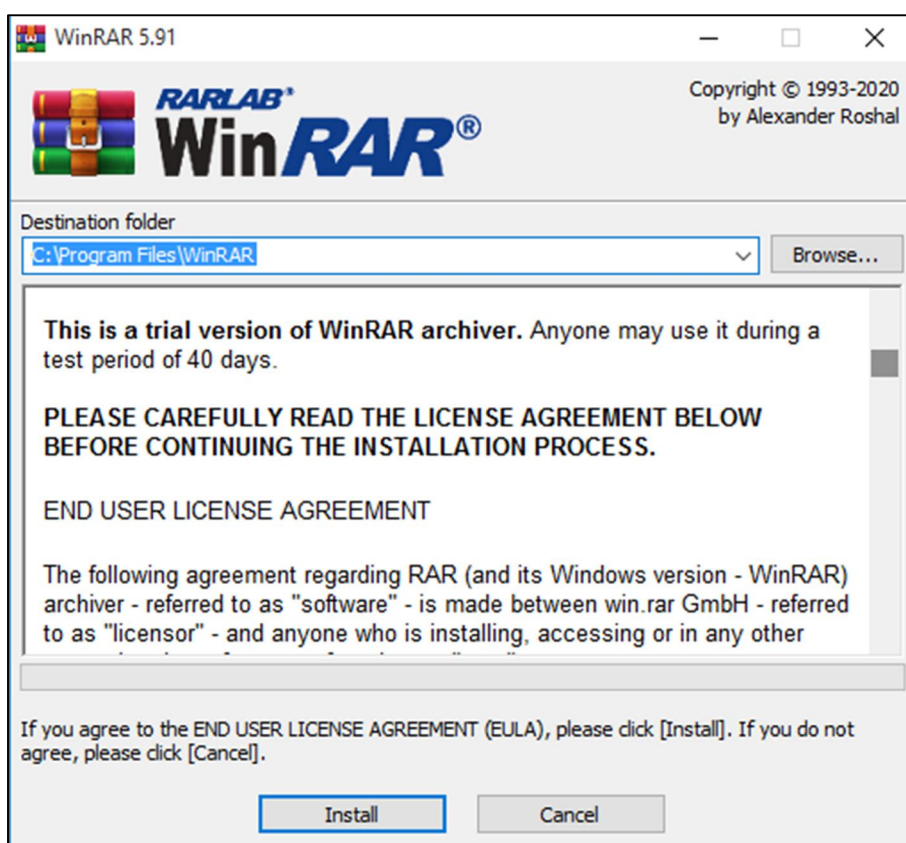 WinRAR 5.91
RARLAB®
WinRAR®
Copyright © 1993-2020
by Alexander Roshal
Destination folder
C:\Program Files\WinRAR
Browse...
This is a trial version of WinRAR archiver. Anyone may use it during a
test period of 40 days.
PLEASE CAREFULLY READ THE LICENSE AGREEMENT BELOW
BEFORE CONTINUING THE INSTALLATION PROCESS.
END USER LICENSE AGREEMENT
The following agreement regarding RAR (and its Windows version - WinRAR)
archiver - referred to as "software" - is made between win.rar GmbH - referred
to as "licensor" - and anyone who is installing, accessing or in any other
If you agree to the END USER LICENSE AGREEMENT (EULA), please click [Install]. If you do not
agree, please click [Cancel].
Install
Cancel